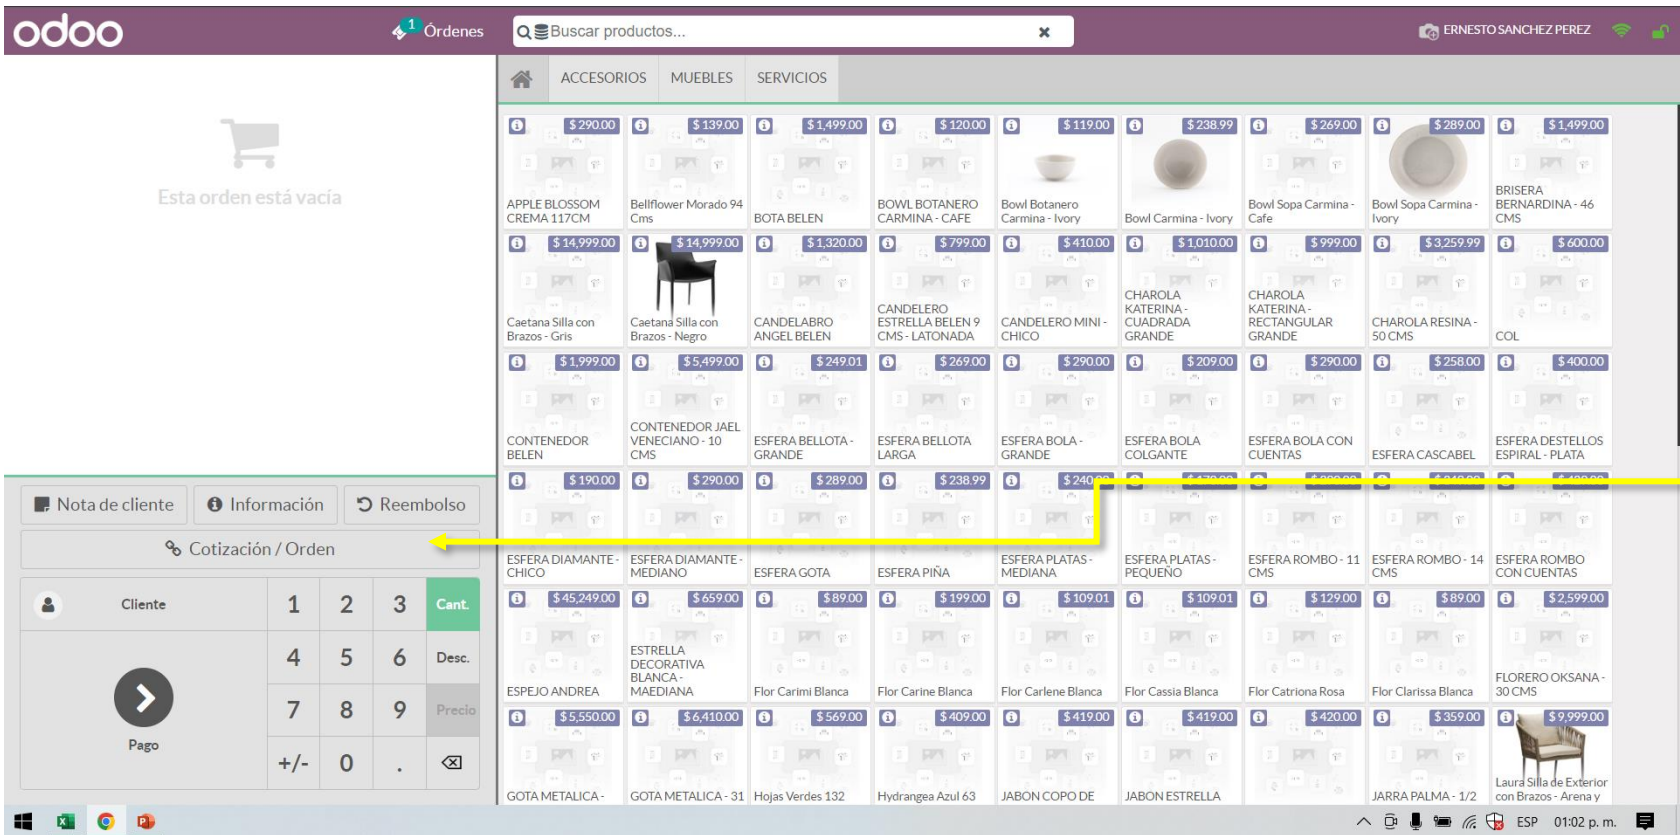 odoo
1 Órdenes
Buscar productos...
ERNESTO SANCHEZ PEREZ
ACCESORIOS MUEBLES SERVICIOS
Esta orden está vacía
$ 290.00 $ 139.00 $ 1,499.00 $ 120.00 $ 119.00 $ 238.99 $ 269.00 $ 289.00 $ 1,499.00
APPLE BLOSSOM CREMA 117CM
Bellflower Morado 94 Cms
BOTA BELEN
BOWL BOTANERO CARMINA - CAFE
Bowl Botanero Carmina - Ivory
Bowl Carmina - Ivory
Bowl Sopa Carmina - Cafe
Bowl Sopa Carmina - Ivory
BRISERA BERNARDINA - 46 CMS
$ 14,999.00 $ 14,999.00 $ 1,320.00 $ 799.00 $ 410.00 $ 1,010.00 $ 999.00 $ 3,259.99 $ 600.00
Caetana Silla con Brazos - Gris
Caetana Silla con Brazos - Negro
CANDELABRO ANGEL BELEN
CANDELERO ESTRELLA BELEN 9 CMS - LATONADA
CANDELERO MINI - CHICO
CHAROLA KATERINA - CUADRADA GRANDE
CHAROLA KATERINA - RECTANGULAR GRANDE
CHAROLA RESINA - 50 CMS
COL
$ 1,999.00 $ 5,499.00 $ 249.01 $ 269.00 $ 290.00 $ 209.00 $ 290.00 $ 258.00 $ 400.00
CONTENEDOR BELEN
CONTENEDOR JAEL VENECIANO - 10 CMS
ESFERA BELLOTA - GRANDE
ESFERA BELLOTA LARGA
ESFERA BOLA - GRANDE
ESFERA BOLA COLGANTE
ESFERA BOLA CON CUENTAS
ESFERA CASCABEL
ESFERA DESTELLOS ESPIRAL - PLATA
$ 190.00 $ 290.00 $ 289.00 $ 238.99
ESFERA DIAMANTE - CHICO
ESFERA DIAMANTE - MEDIANO
ESFERA GOTA
ESFERA PIÑA
ESFERA PLATAS - MEDIANA
ESFERA PLATAS - PEQUEÑO
ESFERA ROMBO - 11 CMS
ESFERA ROMBO - 14 CMS
ESFERA ROMBO CON CUENTAS
$ 45,249.00 $ 659.00 $ 89.00 $ 199.00 $ 109.01 $ 109.01 $ 129.00 $ 89.00 $ 2,599.00
ESPEJO ANDREA
ESTRELLA DECORATIVA BLANCA - MAEDIANA
Flor Carimi Blanca
Flor Carine Blanca
Flor Carlene Blanca
Flor Cassia Blanca
Flor Catriona Rosa
Flor Clarissa Blanca
FLORERO OKSANA - 30 CMS
$ 5,550.00 $ 6,410.00 $ 569.00 $ 409.00 $ 419.00 $ 419.00 $ 420.00 $ 359.00 $ 9,999.00
GOTA METALICA -
GOTA METALICA - 31
Hojas Verdes 132
Hydrangea Azul 63
JABON COPO DE
JABON ESTRELLA
JARRA PALMA - 1/2
Laura Silla de Exterior con Brazos - Arena y
Nota de cliente Información Reembolso
Cotización / Orden
Cliente 1 2 3 Cant.
4 5 6 Desc.
7 8 9 Precio
Pago
+/- 0 .
ESP 01:02 p. m.